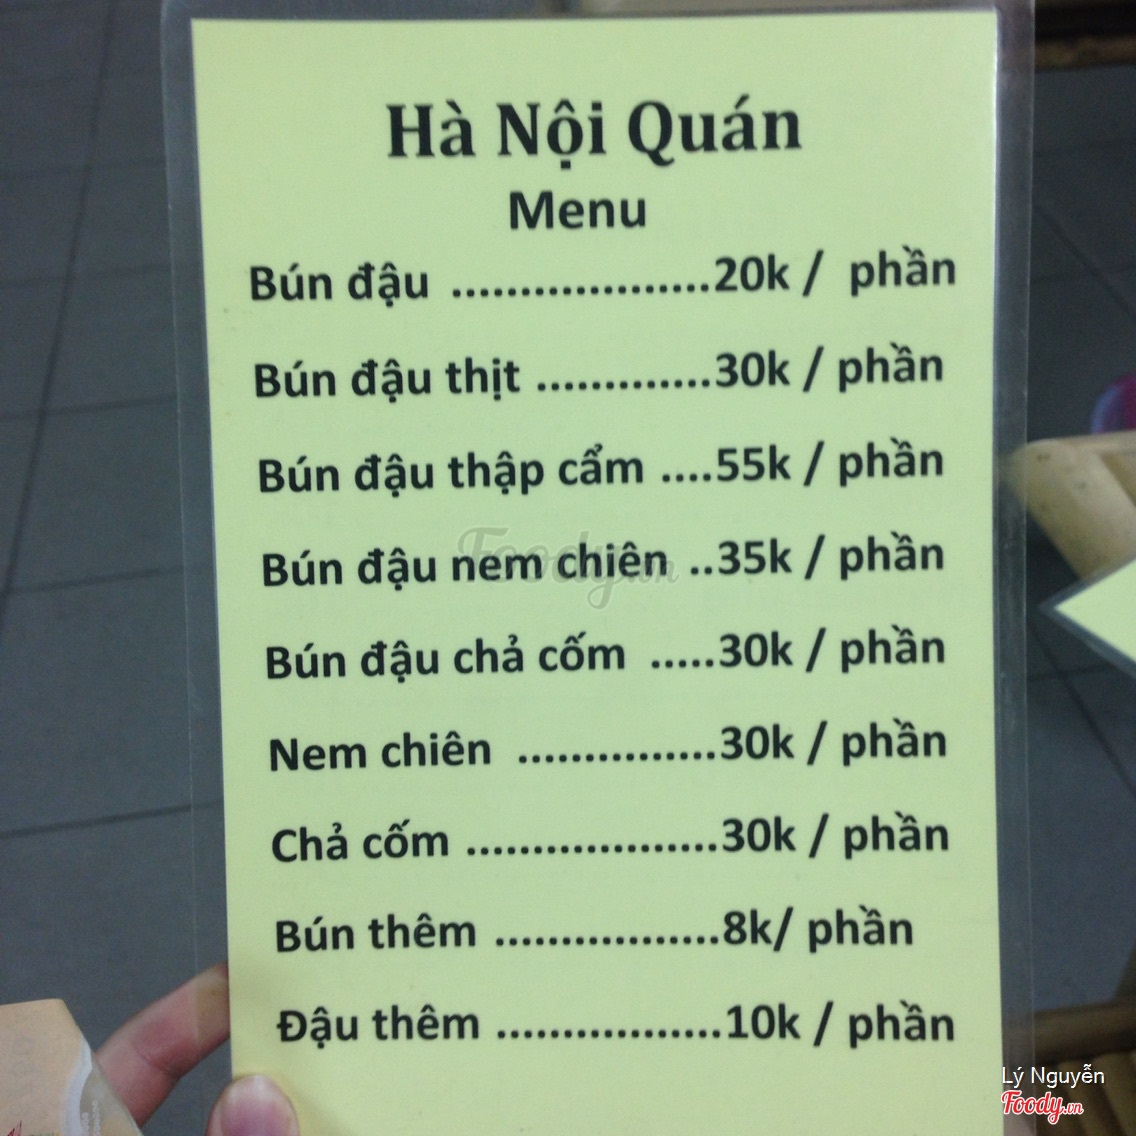 Hà Nội Quán
Menu
Bún đậu ...................20k / phần
Bún đậu thịt .............30k / phần
Bún đậu thập cẩm ....55k / phần
Bún đậu nem chiên ..35k / phần
Bún đậu chả cốm .....30k / phần
Nem chiên ...............30k / phần
Chả cốm ...................30k / phần
Bún thêm .................8k/ phần
Đậu thêm .................10k / phần
Foody.vn
Lý Nguyễn
Foody.vn